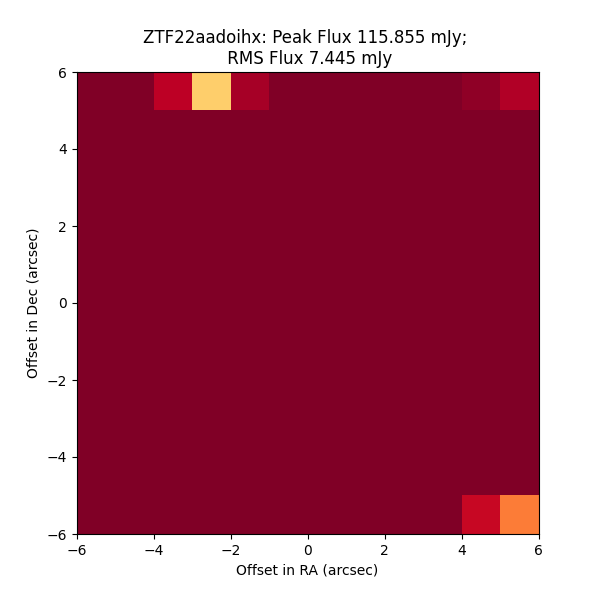 ZTF22aadoihx: Peak Flux 115.855 mJy;
RMS Flux 7.445 mJy
6
4
2
0
−2
−4
−6
Offset in Dec (arcsec)
−6 −4 −2 0 2 4 6
Offset in RA (arcsec)